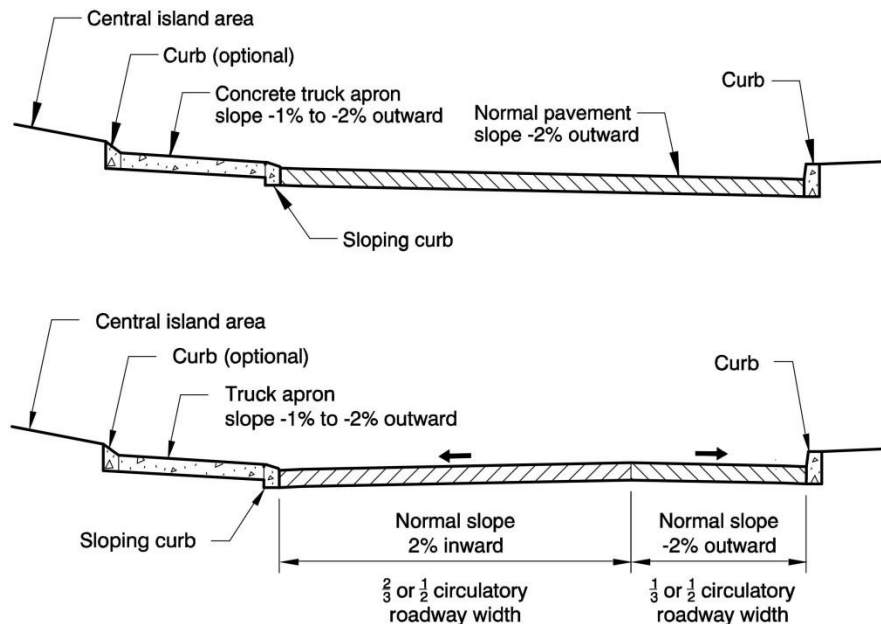 Central island area
Curb (optional)
Concrete truck apron
slope -1% to -2% outward
Normal pavement
slope -2% outward
Curb
Sloping curb
Central island area
Curb (optional)
Truck apron
slope -1% to -2% outward
Curb
Sloping curb
Normal slope
2% inward
Normal slope
-2% outward
2/3 or 1/2 circulatory
roadway width
1/3 or 1/2 circulatory
roadway width